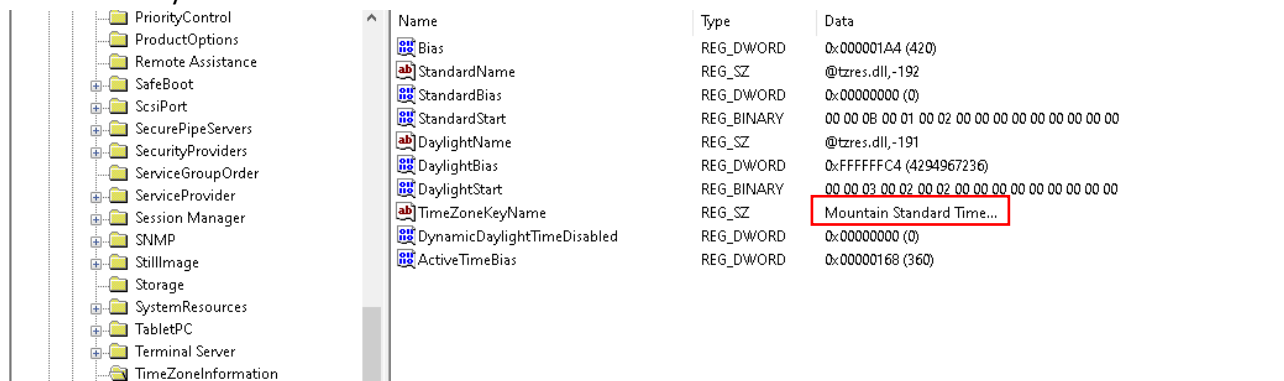 PriorityControl
ProductOptions
Remote Assistance
SafeBoot
ScsiPort
SecurePipeServers
SecurityProviders
ServiceGroupOrder
ServiceProvider
Session Manager
SNMP
StillImage
Storage
SystemResources
TabletPC
Terminal Server
TimeZoneInformation
Name Type Data
Bias REG_DWORD 0x000001A4 (420)
StandardName REG_SZ @tzres.dll,-192
StandardBias REG_DWORD 0x00000000 (0)
StandardStart REG_BINARY 00 00 0B 00 01 00 02 00 00 00 00 00 00 00 00 00
DaylightName REG_SZ @tzres.dll,-191
DaylightBias REG_DWORD 0xFFFFFFC4 (4294967236)
DaylightStart REG_BINARY 00 00 03 00 02 00 02 00 00 00 00 00 00 00 00 00
TimeZoneKeyName REG_SZ Mountain Standard Time...
DynamicDaylightTimeDisabled REG_DWORD 0x00000000 (0)
ActiveTimeBias REG_DWORD 0x00000168 (360)